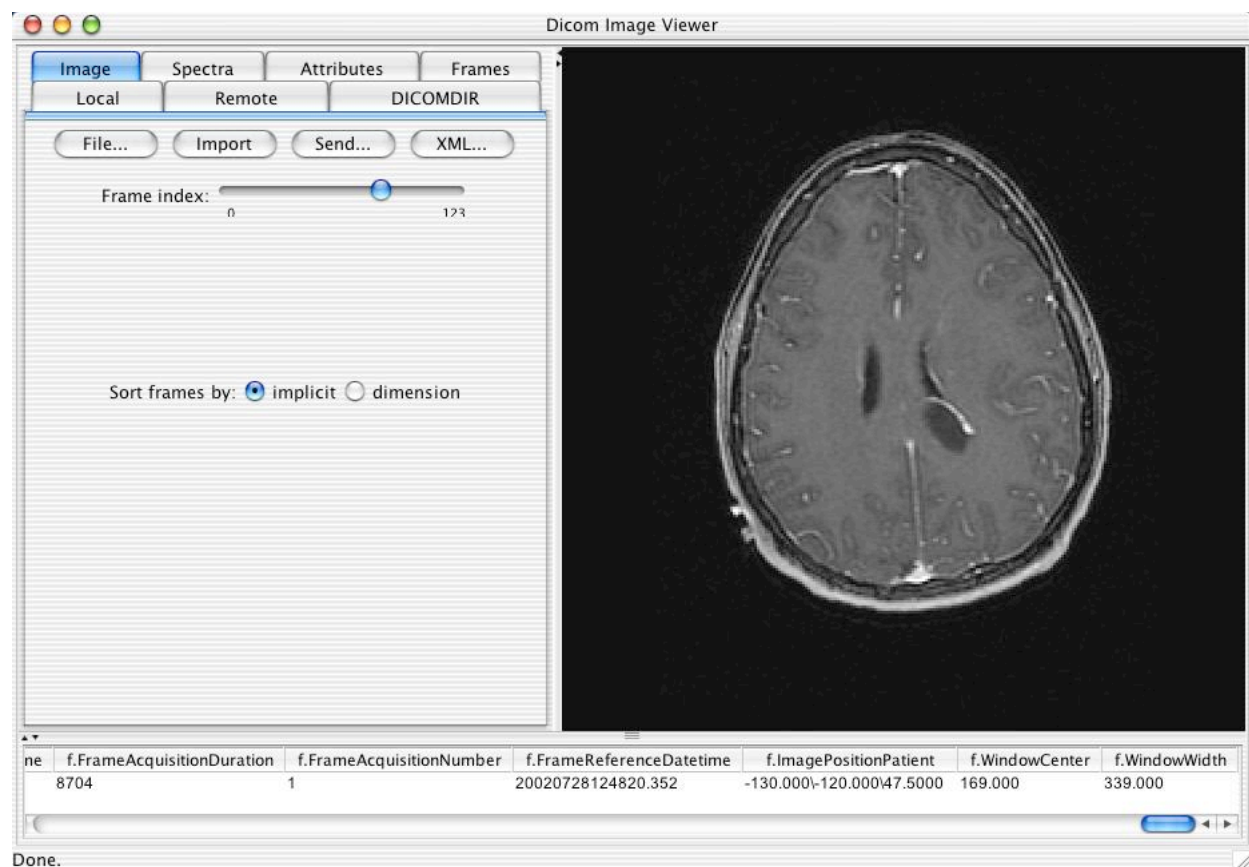 Dicom Image Viewer
Image Spectra Attributes Frames
Local Remote DICOMDIR
File... Import Send... XML...
Frame index:
0 123
Sort frames by: implicit dimension
ne f.FrameAcquisitionDuration f.FrameAcquisitionNumber f.FrameReferenceDatetime f.ImagePositionPatient f.WindowCenter f.WindowWidth
8704 1 20020728124820.352 -130.000\-120.000\47.5000 169.000 339.000
Done.